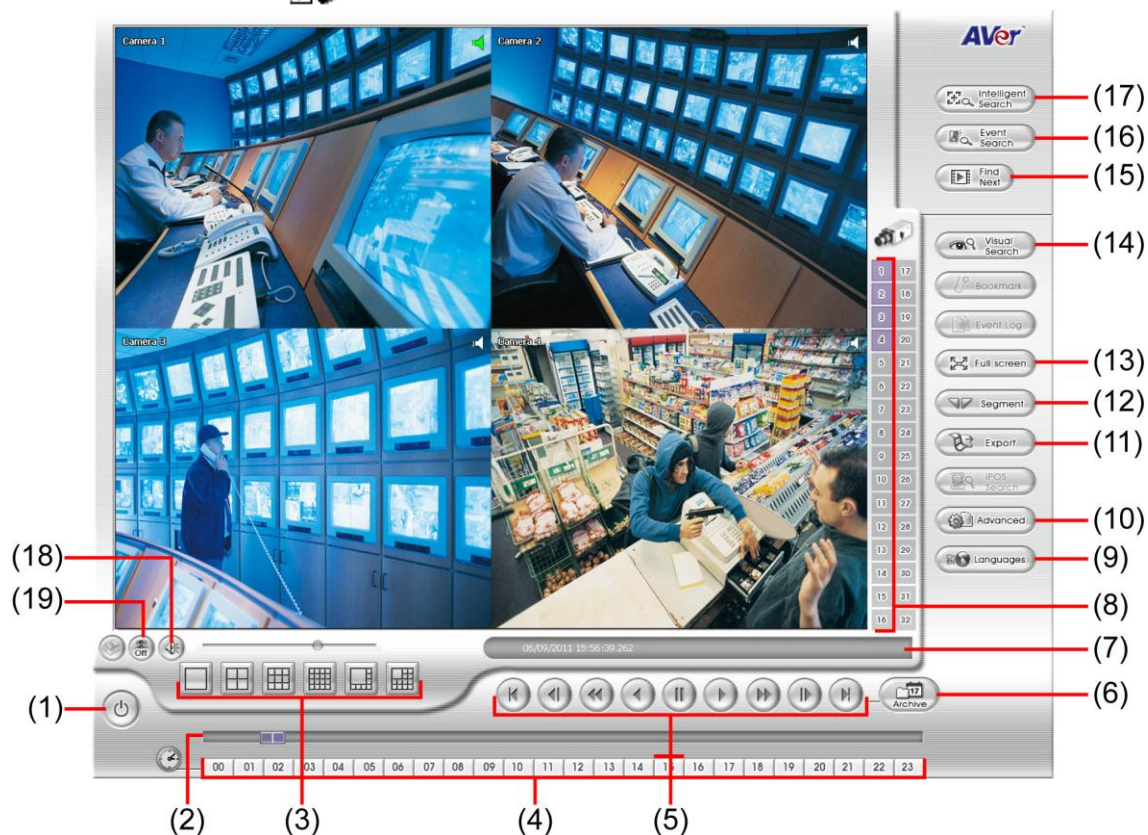 AVer
Camera 1
Camera 2
Intelligent Search
(17)
Event Search
(16)
Find Next
(15)
Visual Search
(14)
Bookmark
Event Log
Full screen
(13)
Segment
(12)
Export
(11)
iPOS Search
Advanced
(10)
Languages
(9)
1 17
2 18
3 19
4 20
5 21
6 22
7 23
8 24
9 25
10 26
11 27
12 28
13 29
14 30
15 31
16 32
(8)
Camera 3
Camera 4
(18)
(19)
Off
06/09/2011 15:56:39.262
(7)
(1)
17
Archive
(6)
00 01 02 03 04 05 06 07 08 09 10 11 12 13 14 15 16 17 18 19 20 21 22 23
(2)
(3)
(4)
(5)